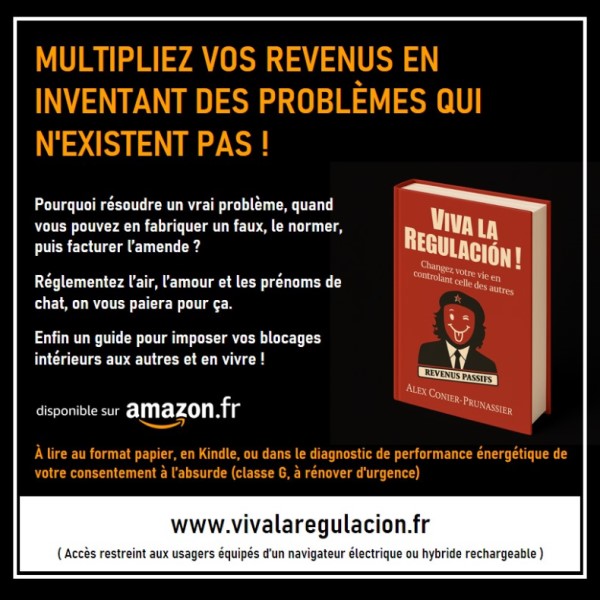 MULTIPLIEZ VOS REVENUS EN
INVENTANT DES PROBLÈMES QUI
N'EXISTENT PAS !
Pourquoi résoudre un vrai problème, quand
vous pouvez en fabriquer un faux, le normer,
puis facturer l'amende ?
Réglementez l'air, l'amour et les prénoms de
chat, on vous paiera pour ça.
Enfin un guide pour imposer vos blocages
intérieurs aux autres et en vivre !
VIVA LA
REGULACIÓN !
Changez votre vie en
controlant celle des autres
REVENUS PASSIFS
ALEX CONIER-PRUNASSIER
disponible sur amazon.fr
À lire au format papier, en Kindle, ou dans le diagnostic de performance énergétique de
votre consentement à l'absurde (classe G, à rénover d'urgence)
www.vivalaregulacion.fr
( Accès restreint aux usagers équipés d'un navigateur électrique ou hybride rechargeable )